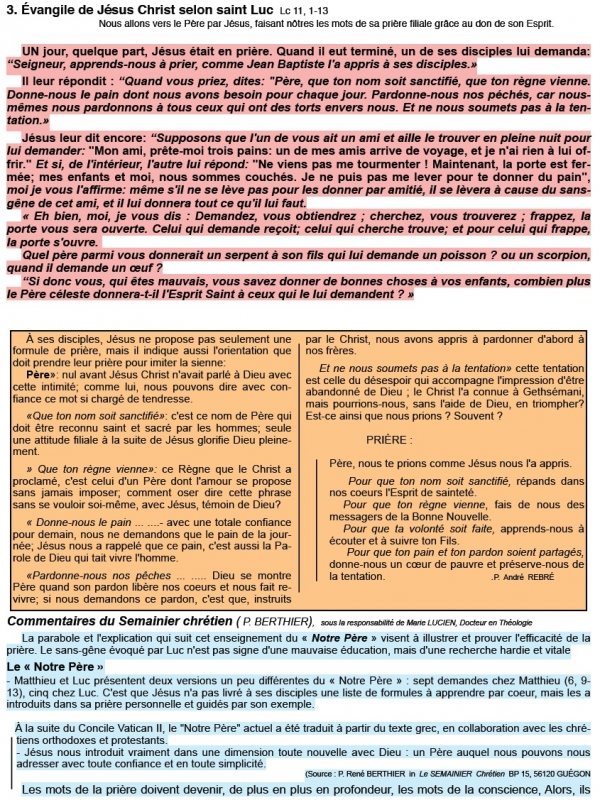 3. Évangile de Jésus Christ selon saint Luc Lc 11, 1-13
Nous allons vers le Père par Jésus, faisant nôtres les mots de sa prière filiale grâce au don de son Esprit.
UN jour, quelque part, Jésus était en prière. Quand il eut terminé, un de ses disciples lui demanda:
“Seigneur, apprends-nous à prier, comme Jean Baptiste l'a appris à ses disciples.»
Il leur répondit : “Quand vous priez, dites: "Père, que ton nom soit sanctifié, que ton règne vienne.
Donne-nous le pain dont nous avons besoin pour chaque jour. Pardonne-nous nos péchés, car nous-
mêmes nous pardonnons à tous ceux qui ont des torts envers nous. Et ne nous soumets pas à la ten-
tation.»
Jésus leur dit encore: “Supposons que l'un de vous ait un ami et aille le trouver en pleine nuit pour
lui demander: "Mon ami, prête-moi trois pains: un de mes amis arrive de voyage, et je n'ai rien à lui of-
frir." Et si, de l'intérieur, l'autre lui répond: "Ne viens pas me tourmenter ! Maintenant, la porte est fer-
mée; mes enfants et moi, nous sommes couchés. Je ne puis pas me lever pour te donner du pain",
moi je vous l'affirme: même s'il ne se lève pas pour les donner par amitié, il se lèvera à cause du sans-
gêne de cet ami, et il lui donnera tout ce qu'il lui faut.
« Eh bien, moi, je vous dis : Demandez, vous obtiendrez ; cherchez, vous trouverez ; frappez, la
porte vous sera ouverte. Celui qui demande reçoit; celui qui cherche trouve; et pour celui qui frappe,
la porte s'ouvre.
Quel père parmi vous donnerait un serpent à son fils qui lui demande un poisson ? ou un scorpion,
quand il demande un œuf ?
“Si donc vous, qui êtes mauvais, vous savez donner de bonnes choses à vos enfants, combien plus
le Père céleste donnera-t-il l'Esprit Saint à ceux qui le lui demandent ? »
À ses disciples, Jésus ne propose pas seulement une
formule de prière, mais il indique aussi l'orientation que
doit prendre leur prière pour imiter la sienne:
Père»: nul avant Jésus Christ n'avait parlé à Dieu avec
cette intimité; comme lui, nous pouvons dire avec con-
fiance ce mot si chargé de tendresse.
«Que ton nom soit sanctifié»: c'est ce nom de Père qui
doit être reconnu saint et sacré par les hommes; seule
une attitude filiale à la suite de Jésus glorifie Dieu pleine-
ment.
» Que ton règne vienne»: ce Règne que le Christ a
proclamé, c'est celui d'un Père dont l'amour se propose
sans jamais imposer; comment oser dire cette phrase
sans se vouloir soi-même, avec Jésus, témoin de Dieu?
« Donne-nous le pain ... .....- avec une totale confiance
pour demain, nous ne demandons que le pain de la jour-
née; Jésus nous a rappelé que ce pain, c'est aussi la Pa-
role de Dieu qui tait vivre l'homme.
«Pardonne-nous nos pêches ... ..... Dieu se montre
Père quand son pardon libère nos cœurs et nous fait re-
vivre; si nous demandons ce pardon, c'est que, instruits
par le Christ, nous avons appris à pardonner d'abord à
nos frères.
Et ne nous soumets pas à la tentation» cette tentation
est celle du désespoir qui accompagne l'impression d'être
abandonné de Dieu ; le Christ l'a connue à Gethsémani,
mais pourrions-nous, sans l'aide de Dieu, en triompher?
Est-ce ainsi que nous prions ? Souvent ?
PRIÈRE :
Père, nous te prions comme Jésus nous l'a appris.
Que ton nom soit sanctifié, répands dans
nos coeurs l'Esprit de sainteté.
Que ton règne vienne, fais de nous des
messagers de la Bonne Nouvelle.
Que ta volonté soit faite, apprends-nous à
écouter et à suivre ton Fils.
Que ton pain et ton pardon soient partagés,
donne-nous un cœur de pauvre et préserve-nous de
la tentation. .P. André REBRÉ
Commentaires du Semainier chrétien ( P. BERTHIER), sous la responsabilité de Marie LUCIEN, Docteur en Théologie
La parabole et l'explication qui suit cet enseignement du « Notre Père » visent à illustrer et prouver l'efficacité de la
prière. Le sans-gêne évoqué par Luc n'est pas signe d'une mauvaise éducation, mais d'une recherche hardie et vitale
Le « Notre Père »
- Matthieu et Luc présentent deux versions un peu différentes du « Notre Père » : sept demandes chez Matthieu (6, 9-
13), cinq chez Luc. C'est que Jésus n'a pas livré à ses disciples une liste de formules à apprendre par coeur, mais les a
introduits dans sa prière personnelle et guidés par son exemple.
À la suite du Concile Vatican II, le "Notre Père" actuel a été traduit à partir du texte grec, en collaboration avec les chré-
tiens orthodoxes et protestants.
- Jésus nous introduit vraiment dans une dimension toute nouvelle avec Dieu : un Père auquel nous pouvons nous
adresser avec toute confiance et en toute simplicité.
(Source : P. René BERTHIER in Le SEMAINIER Chrétien BP 15, 56120 GUÉGON
Les mots de la prière doivent devenir, de plus en plus en profondeur, les mots de la conscience, Alors, ils